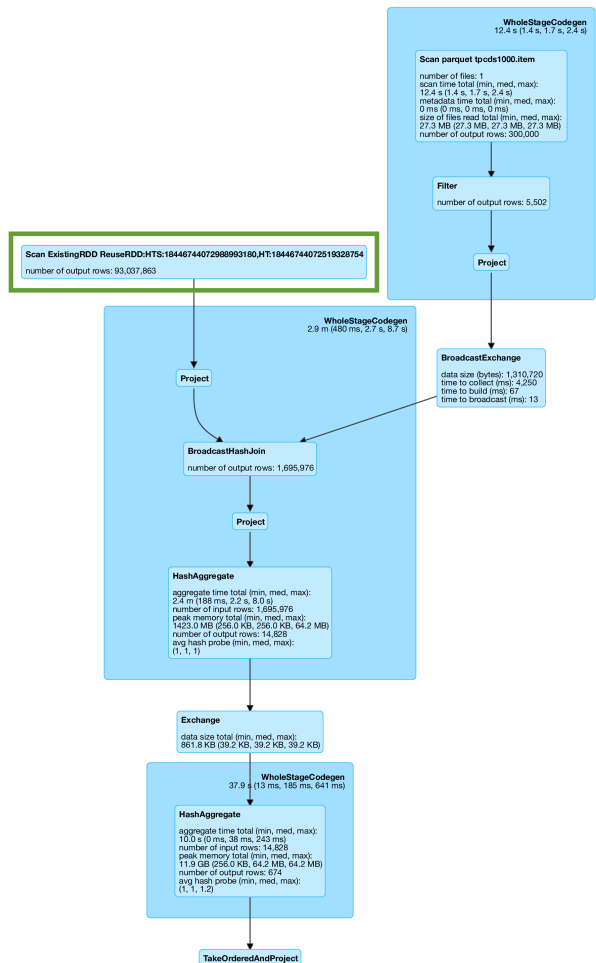 WholeStageCodegen
12.4 s (1.4 s, 1.7 s, 2.4 s)
Scan parquet tpcds1000.item
number of files: 1
scan time total (min, med, max):
12.4 s (1.4 s, 1.7 s, 2.4 s)
metadata time total (min, med, max):
0 ms (0 ms, 0 ms, 0 ms)
size of files read total (min, med, max):
27.3 MB (27.3 MB, 27.3 MB, 27.3 MB)
number of output rows: 300,000
Filter
number of output rows: 5,502
Project
Scan ExistingRDD ReuseRDD:HTS:18446744072988993180,HT:18446744072519328754
number of output rows: 93,037,863
WholeStageCodegen
2.9 m (480 ms, 2.7 s, 8.7 s)
Project
BroadcastExchange
data size (bytes): 1,310,720
time to collect (ms): 4,250
time to build (ms): 67
time to broadcast (ms): 13
BroadcastHashJoin
number of output rows: 1,695,976
Project
HashAggregate
aggregate time total (min, med, max):
2.4 m (188 ms, 2.2 s, 8.0 s)
number of input rows: 1,695,976
peak memory total (min, med, max):
1423.0 MB (256.0 KB, 256.0 KB, 64.2 MB)
number of output rows: 14,828
avg hash probe (min, med, max):
(1, 1, 1)
Exchange
data size total (min, med, max):
861.8 KB (39.2 KB, 39.2 KB, 39.2 KB)
WholeStageCodegen
37.9 s (13 ms, 185 ms, 641 ms)
HashAggregate
aggregate time total (min, med, max):
10.0 s (0 ms, 38 ms, 243 ms)
number of input rows: 14,828
peak memory total (min, med, max):
11.9 GB (256.0 KB, 64.2 MB, 64.2 MB)
number of output rows: 674
avg hash probe (min, med, max):
(1, 1, 1.2)
TakeOrderedAndProject